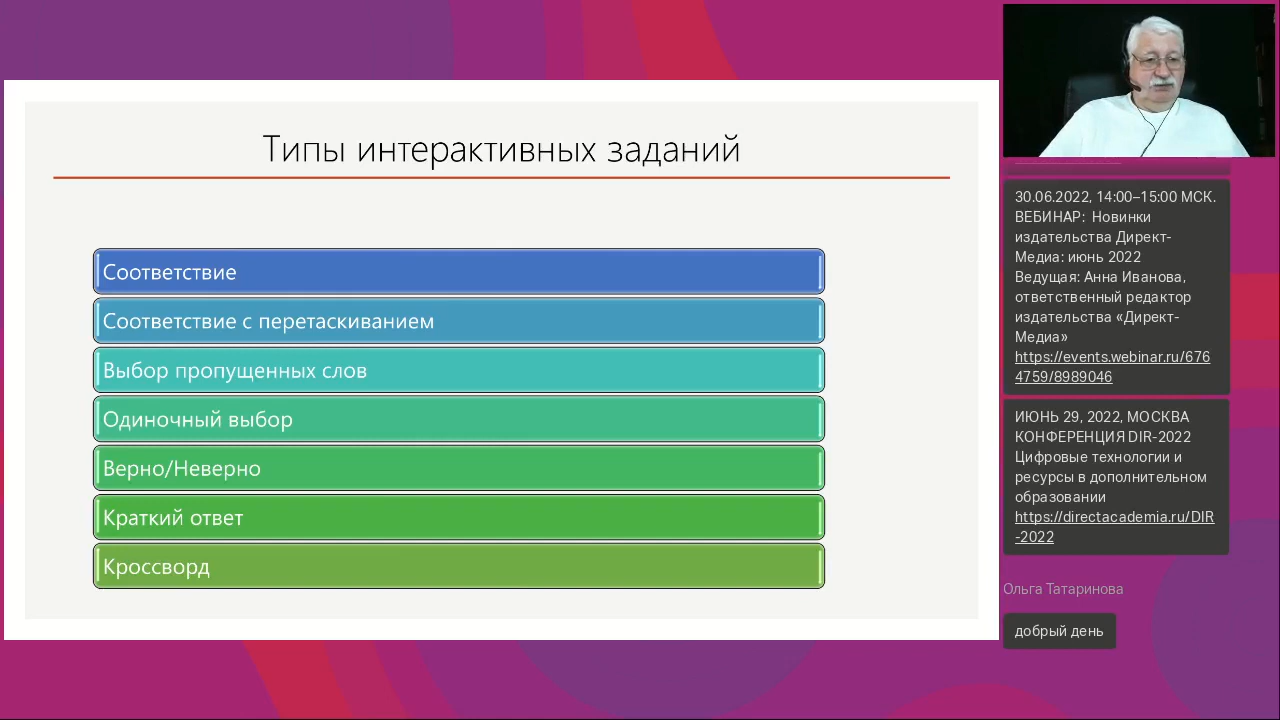 Типы интерактивных заданий
Соответствие
Соответствие с перетаскиванием
Выбор пропущенных слов
Одиночный выбор
Верно/Неверно
Краткий ответ
Кроссворд
30.06.2022, 14:00–15:00 МСК.
ВЕБИНАР: Новинки
издательства Директ-
Медиа: июнь 2022
Ведущая: Анна Иванова,
ответственный редактор
издательства «Директ-
Медиа»
https://events.webinar.ru/676
4759/8989046
ИЮНЬ 29, 2022, МОСКВА
КОНФЕРЕНЦИЯ DIR-2022
Цифровые технологии и
ресурсы в дополнительном
образовании
https://directacademia.ru/DIR
-2022
Ольга Татаринова
добрый день